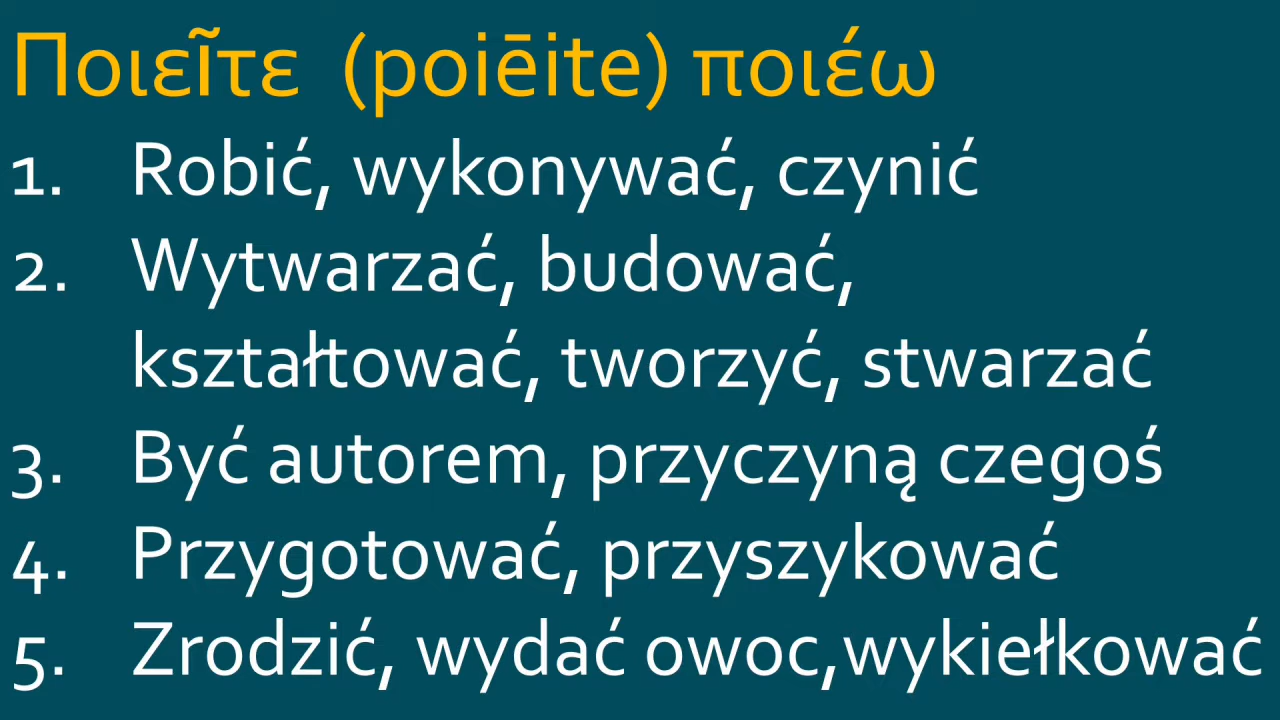 Ποιεῖτε (poiēite) ποιέω
1. Robić, wykonywać, czynić
2. Wytwarzać, budować,
kształtować, tworzyć, stwarzać
3. Być autorem, przyczyną czegoś
4. Przygotować, przyszykować
5. Zrodzić, wydać owoc,wykiełkować